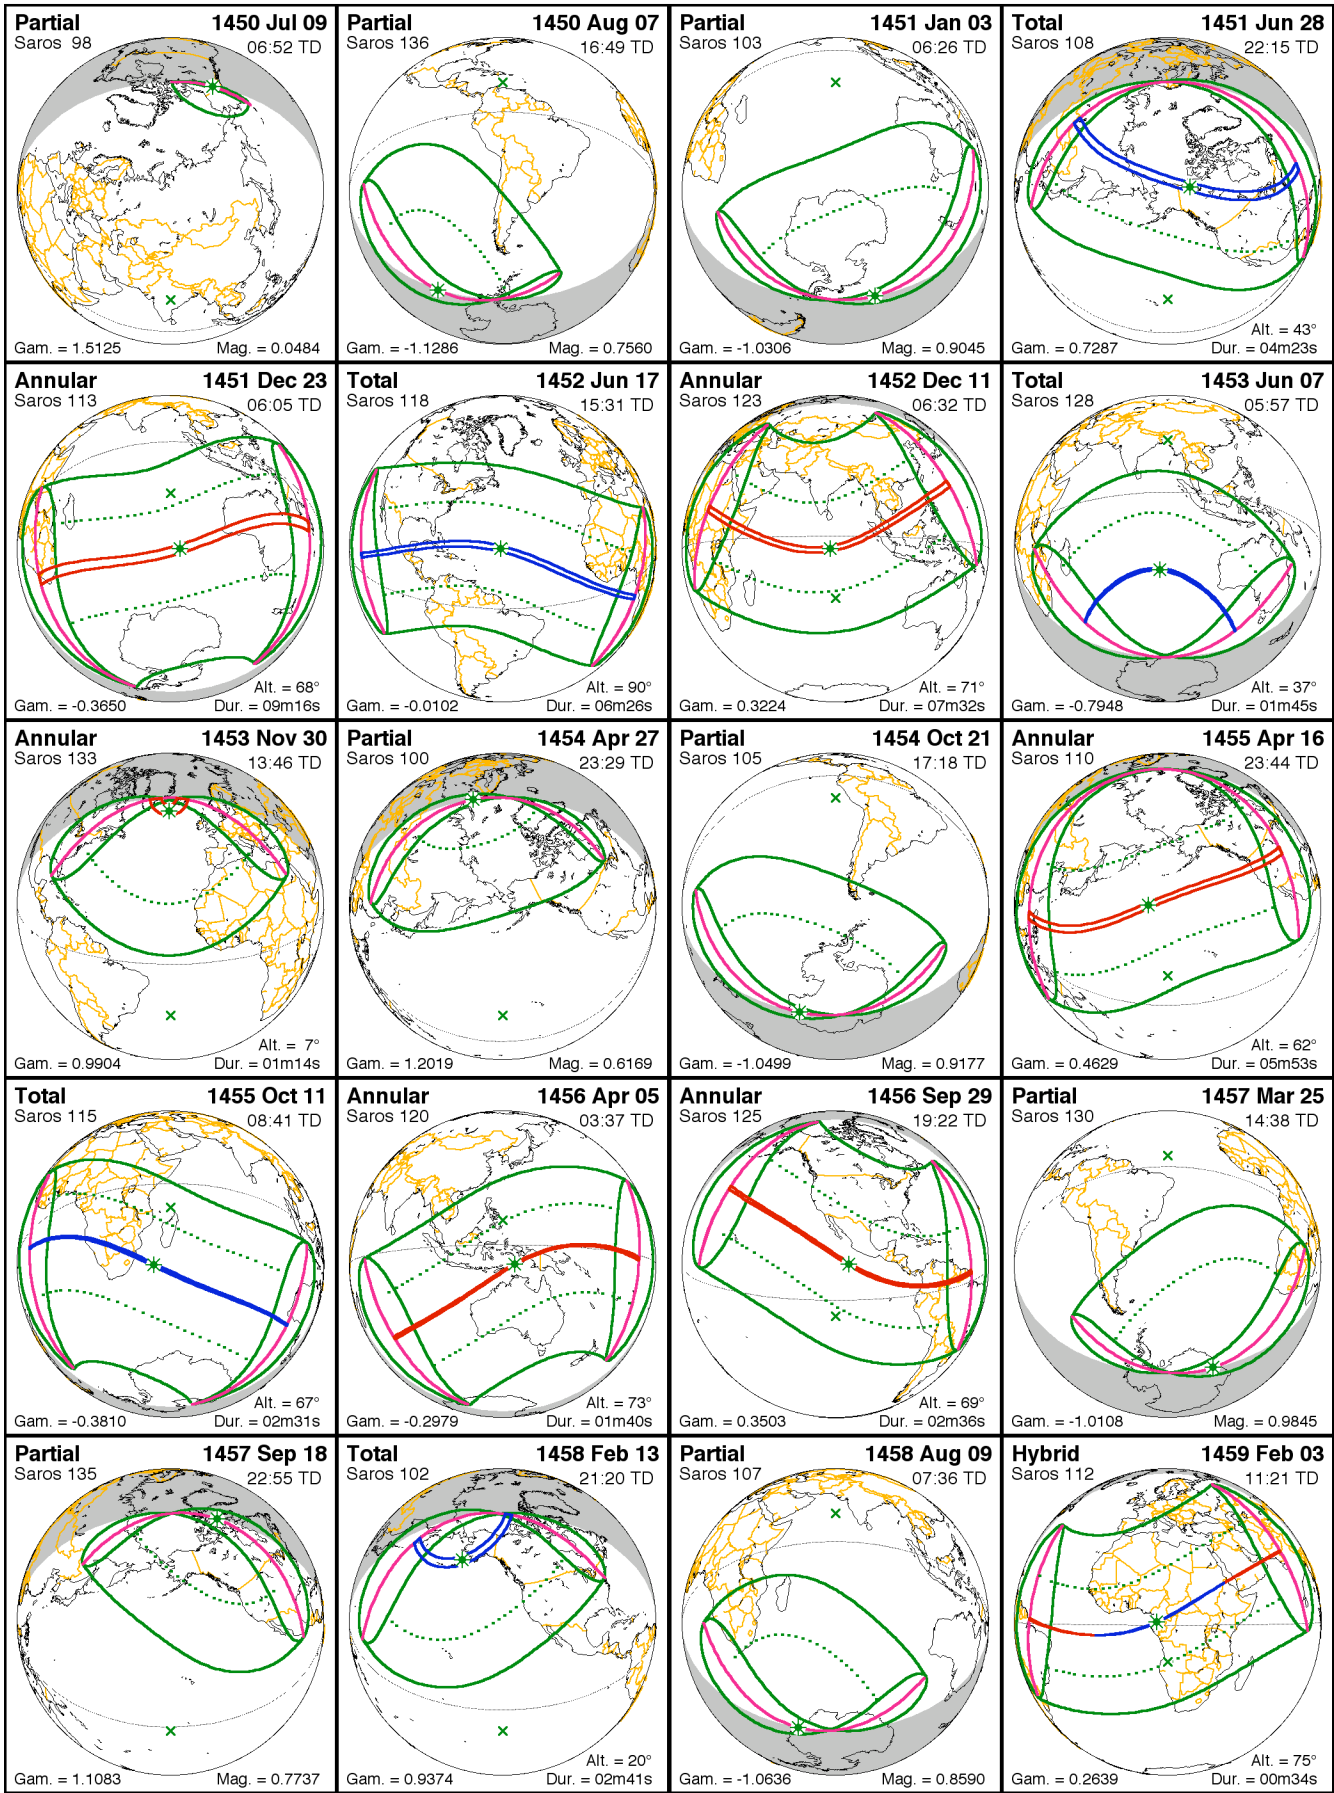 Partial 1450 Jul 09
Saros 98 06:52 TD
Gam. = 1.5125 Mag. = 0.0484
Partial 1450 Aug 07
Saros 136 16:49 TD
Gam. = -1.1286 Mag. = 0.7560
Partial 1451 Jan 03
Saros 103 06:26 TD
Gam. = -1.0306 Mag. = 0.9045
Total 1451 Jun 28
Saros 108 22:15 TD
Alt. = 43°
Gam. = 0.7287 Dur. = 04m23s
Annular 1451 Dec 23
Saros 113 06:05 TD
Alt. = 68°
Gam. = -0.3650 Dur. = 09m16s
Total 1452 Jun 17
Saros 118 15:31 TD
Alt. = 90°
Gam. = -0.0102 Dur. = 06m26s
Annular 1452 Dec 11
Saros 123 06:32 TD
Alt. = 71°
Gam. = 0.3224 Dur. = 07m32s
Total 1453 Jun 07
Saros 128 05:57 TD
Alt. = 37°
Gam. = -0.7948 Dur. = 01m45s
Annular 1453 Nov 30
Saros 133 13:46 TD
Alt. = 7°
Gam. = 0.9904 Dur. = 01m14s
Partial 1454 Apr 27
Saros 100 23:29 TD
Gam. = 1.2019 Mag. = 0.6169
Partial 1454 Oct 21
Saros 105 17:18 TD
Gam. = -1.0499 Mag. = 0.9177
Annular 1455 Apr 16
Saros 110 23:44 TD
Alt. = 62°
Gam. = 0.4629 Dur. = 05m53s
Total 1455 Oct 11
Saros 115 08:41 TD
Alt. = 67°
Gam. = -0.3810 Dur. = 02m31s
Annular 1456 Apr 05
Saros 120 03:37 TD
Alt. = 73°
Gam. = -0.2979 Dur. = 01m40s
Annular 1456 Sep 29
Saros 125 19:22 TD
Alt. = 69°
Gam. = 0.3503 Dur. = 02m36s
Partial 1457 Mar 25
Saros 130 14:38 TD
Gam. = -1.0108 Mag. = 0.9845
Partial 1457 Sep 18
Saros 135 22:55 TD
Gam. = 1.1083 Mag. = 0.7737
Total 1458 Feb 13
Saros 102 21:20 TD
Alt. = 20°
Gam. = 0.9374 Dur. = 02m41s
Partial 1458 Aug 09
Saros 107 07:36 TD
Gam. = -1.0636 Mag. = 0.8590
Hybrid 1459 Feb 03
Saros 112 11:21 TD
Alt. = 75°
Gam. = 0.2639 Dur. = 00m34s